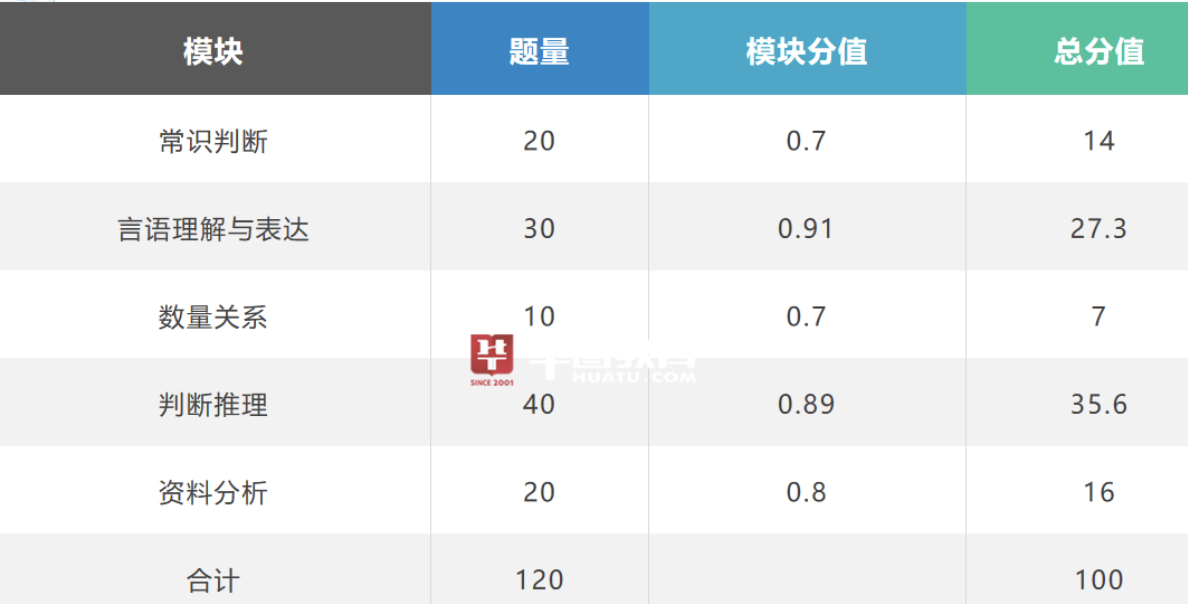 模块 题量 模块分值 总分值
常识判断 20 0.7 14
言语理解与表达 30 0.91 27.3
数量关系 10 0.7 7
HT 华图教育
SINCE 2001 HUATU.COM
判断推理 40 0.89 35.6
资料分析 20 0.8 16
合计 120 100